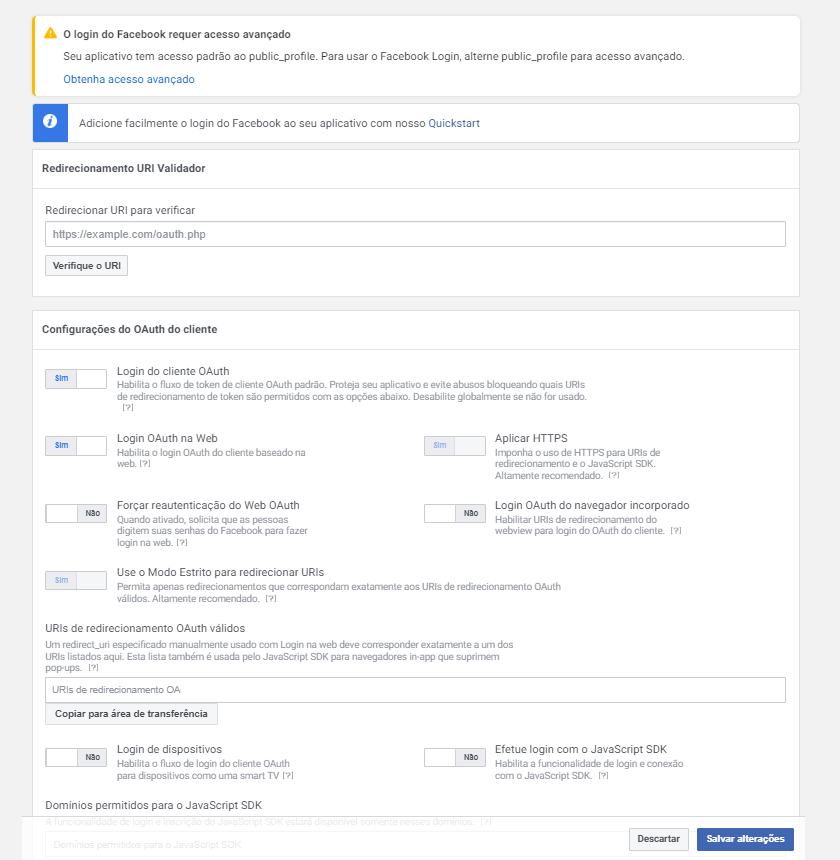 O login do Facebook requer acesso avançado
Seu aplicativo tem acesso padrão ao public_profile. Para usar o Facebook Login, alterne public_profile para acesso avançado.
Obtenha acesso avançado
Adicione facilmente o login do Facebook ao seu aplicativo com nosso Quickstart
Redirecionamento URI Validador
Redirecionar URI para verificar
https://example.com/oauth.php
Verifique o URI
Configurações do OAuth do cliente
Sim
Login do cliente OAuth
Habilita o fluxo de token de cliente OAuth padrão. Proteja seu aplicativo e evite abusos bloqueando quais URIs
de redirecionamento de token são permitidos com as opções abaixo. Desabilite globalmente se não for usado.
[?]
Sim
Login OAuth na Web
Habilita o login OAuth do cliente baseado na
web. [?]
Sim
Aplicar HTTPS
Imponha o uso de HTTPS para URIs de
redirecionamento e o JavaScript SDK.
Altamente recomendado. [?]
Não
Forçar reautenticação do Web OAuth
Quando ativado, solicita que as pessoas
digitem suas senhas do Facebook para fazer
login na web. [?]
Não
Login OAuth do navegador incorporado
Habilitar URIs de redirecionamento do
webview para login do OAuth do cliente. [?]
Sim
Use o Modo Estrito para redirecionar URIs
Permita apenas redirecionamentos que correspondam exatamente aos URIs de redirecionamento OAuth
válidos. Altamente recomendado. [?]
URIs de redirecionamento OAuth válidos
Um redirect_uri especificado manualmente usado com Login na web deve corresponder exatamente a um dos
URIs listados aqui. Esta lista também é usada pelo JavaScript SDK para navegadores in-app que suprimem
pop-ups. [?]
URIs de redirecionamento OA
Copiar para área de transferência
Não
Login de dispositivos
Habilita o fluxo de login do cliente OAuth
para dispositivos como uma smart TV [?]
Não
Efetue login com o JavaScript SDK
Habilita a funcionalidade de login e conexão
com o JavaScript SDK. [?]
Domínios permitidos para o JavaScript SDK
A funcionalidade de login e inscrição do JavaScript SDK estará disponível somente nesses domínios. [?]
Domínios permitidos para o JavaScript SDK
Descartar
Salvar alterações